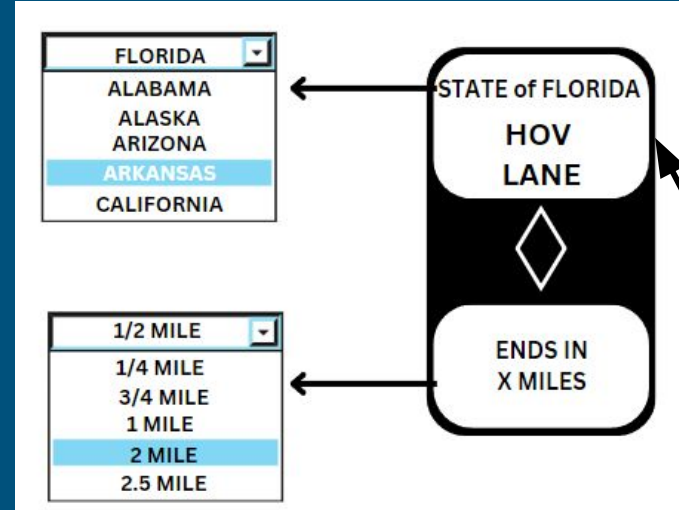 FLORIDA
ALABAMA
ALASKA
ARIZONA
ARKANSAS
CALIFORNIA
1/2 MILE
1/4 MILE
3/4 MILE
1 MILE
2 MILE
2.5 MILE
STATE of FLORIDA
HOV
LANE
ENDS IN
X MILES